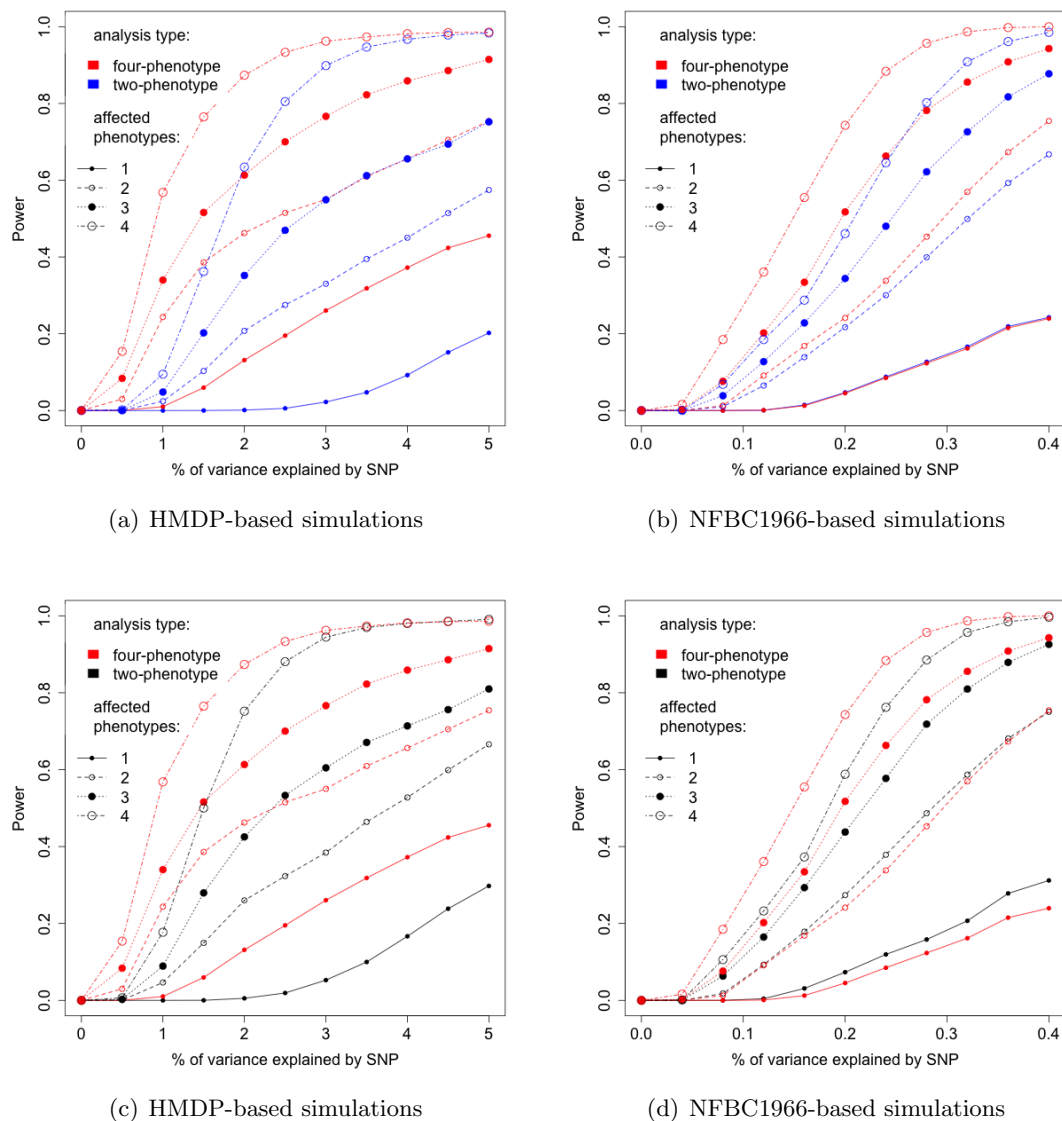 analysis type:
four-phenotype
two-phenotype
affected
phenotypes:
1
2
3
4
Power
0.0
0.2
0.4
0.6
0.8
1.0
0
1
2
3
4
5
% of variance explained by SNP
(a) HMDP-based simulations
analysis type:
four-phenotype
two-phenotype
affected
phenotypes:
1
2
3
4
Power
0.0
0.2
0.4
0.6
0.8
1.0
0.0
0.1
0.2
0.3
0.4
% of variance explained by SNP
(b) NFBC1966-based simulations
analysis type:
four-phenotype
two-phenotype
affected
phenotypes:
1
2
3
4
Power
0.0
0.2
0.4
0.6
0.8
1.0
0
1
2
3
4
5
% of variance explained by SNP
(c) HMDP-based simulations
analysis type:
four-phenotype
two-phenotype
affected
phenotypes:
1
2
3
4
Power
0.0
0.2
0.4
0.6
0.8
1.0
0.0
0.1
0.2
0.3
0.4
% of variance explained by SNP
(d) NFBC1966-based simulations